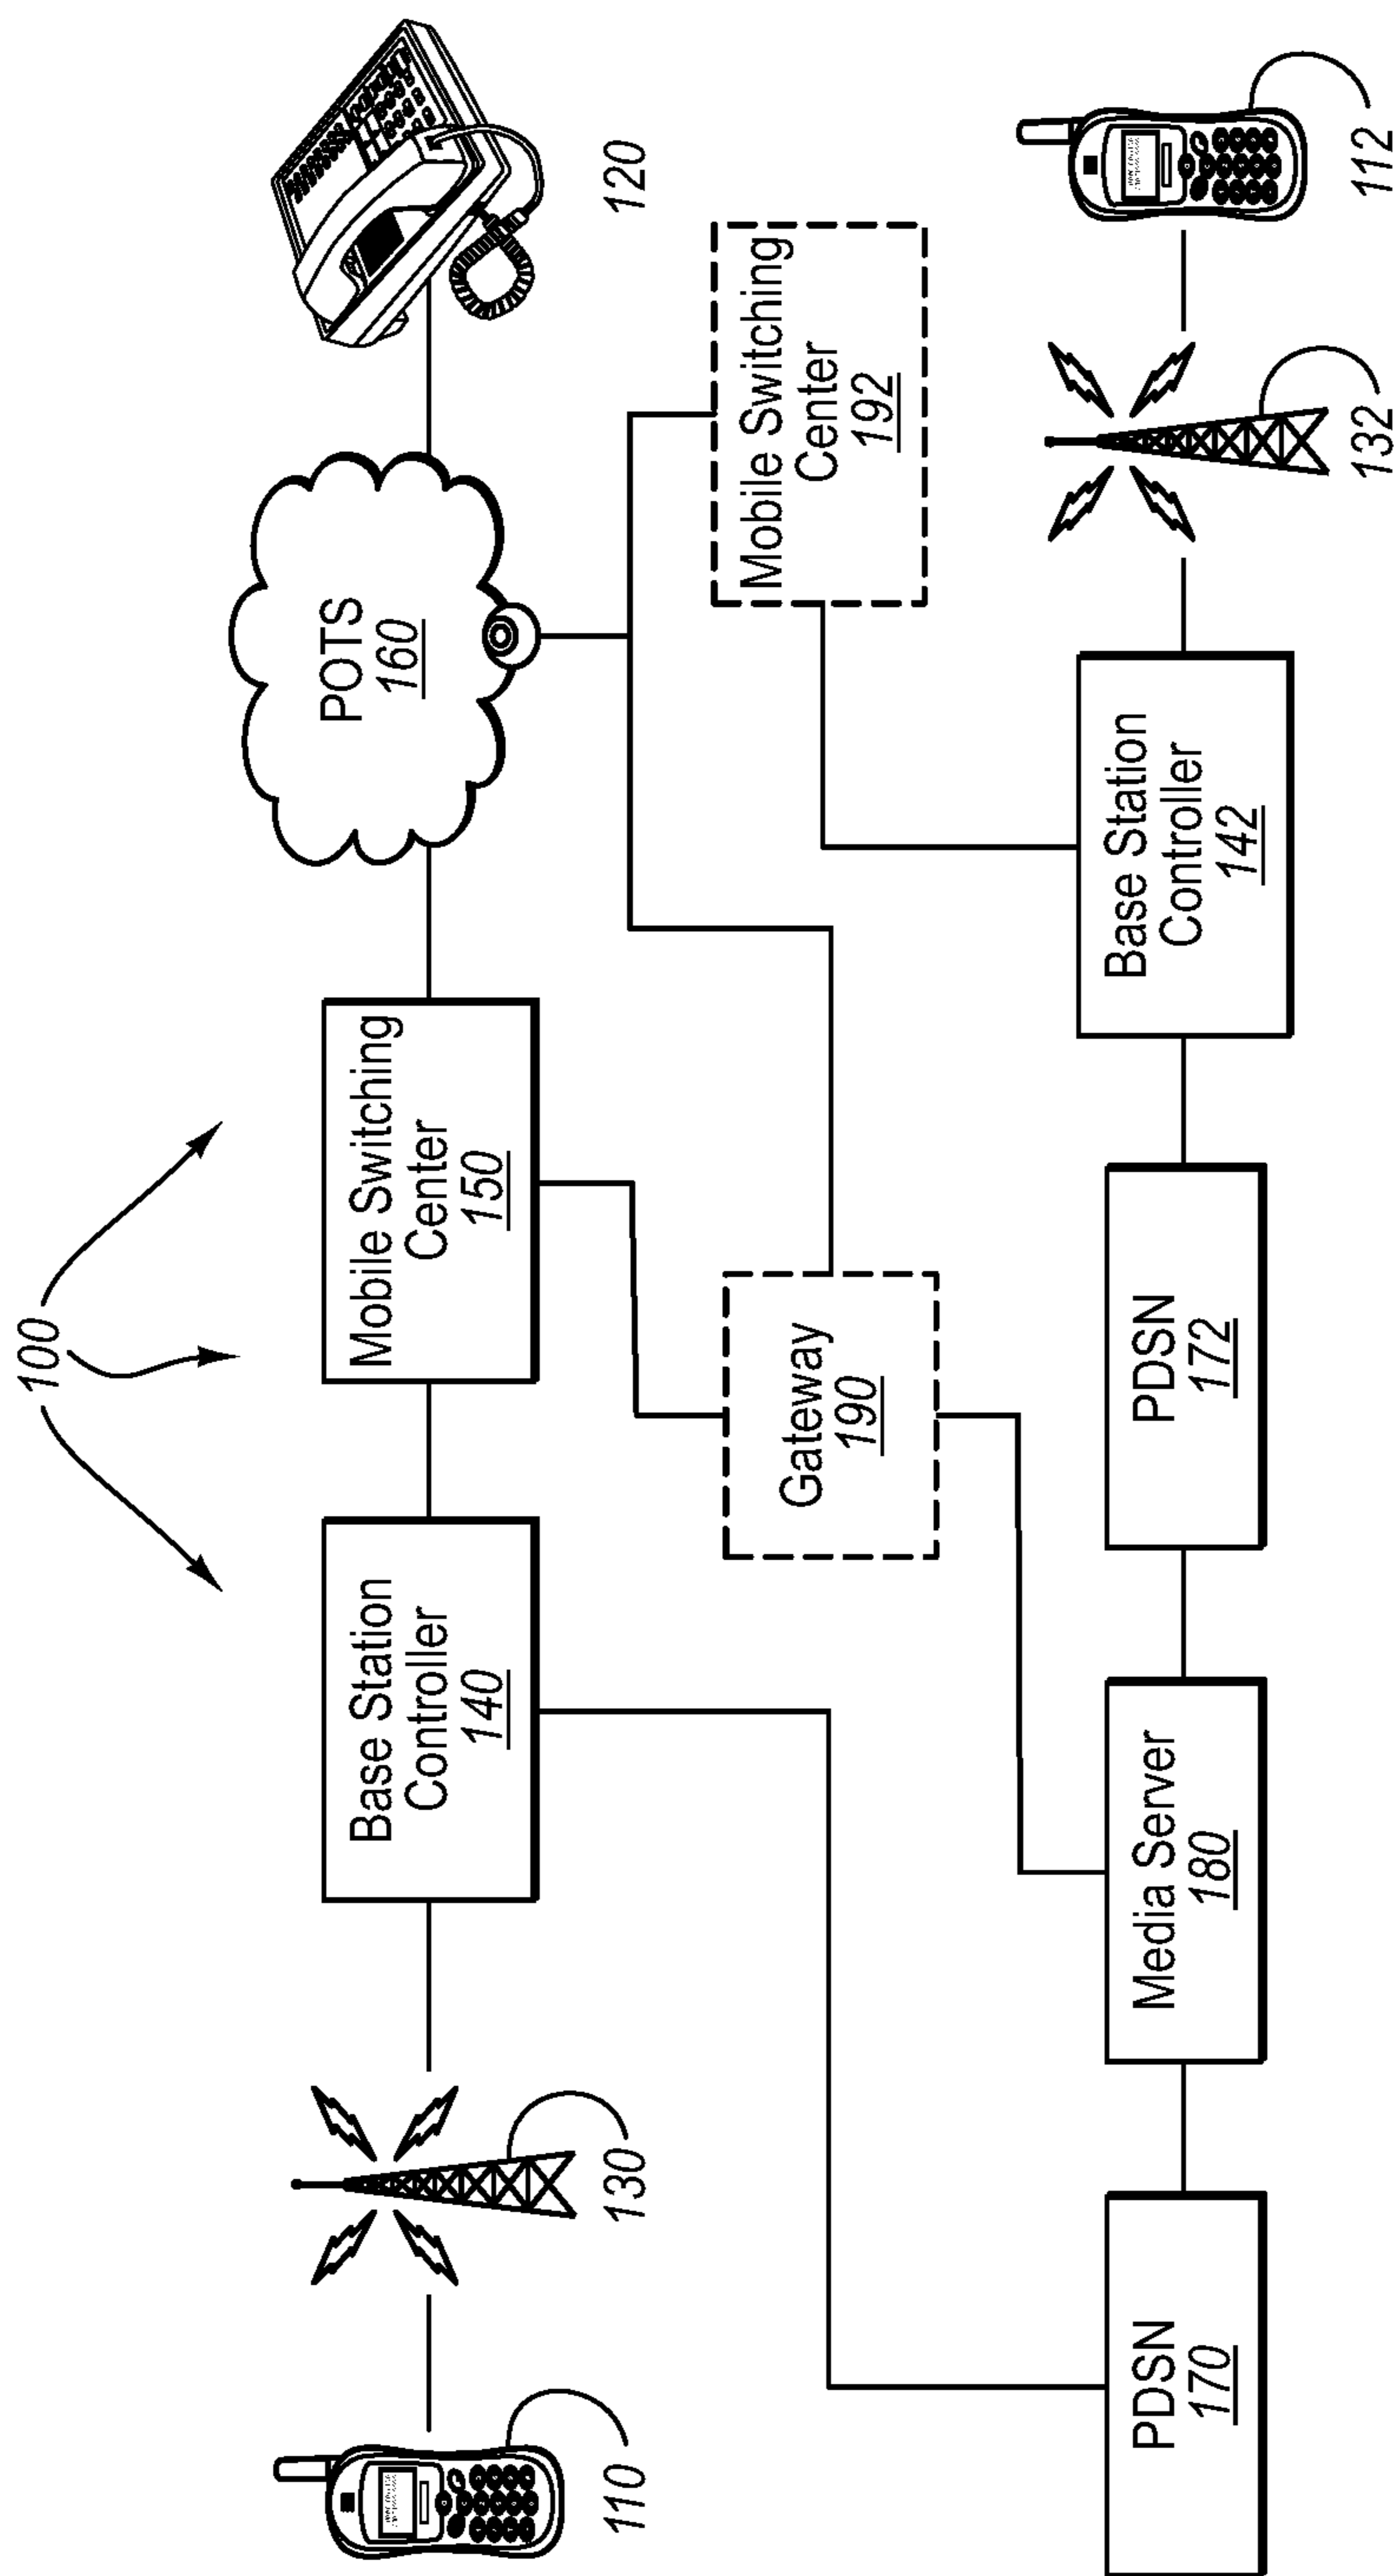 100
Base Station
Controller
140
Mobile Switching
Center
150
POTS
160
110
130
120
Gateway
190
Mobile Switching
Center
192
PDSN
170
Media Server
180
PDSN
172
Base Station
Controller
142
132
112